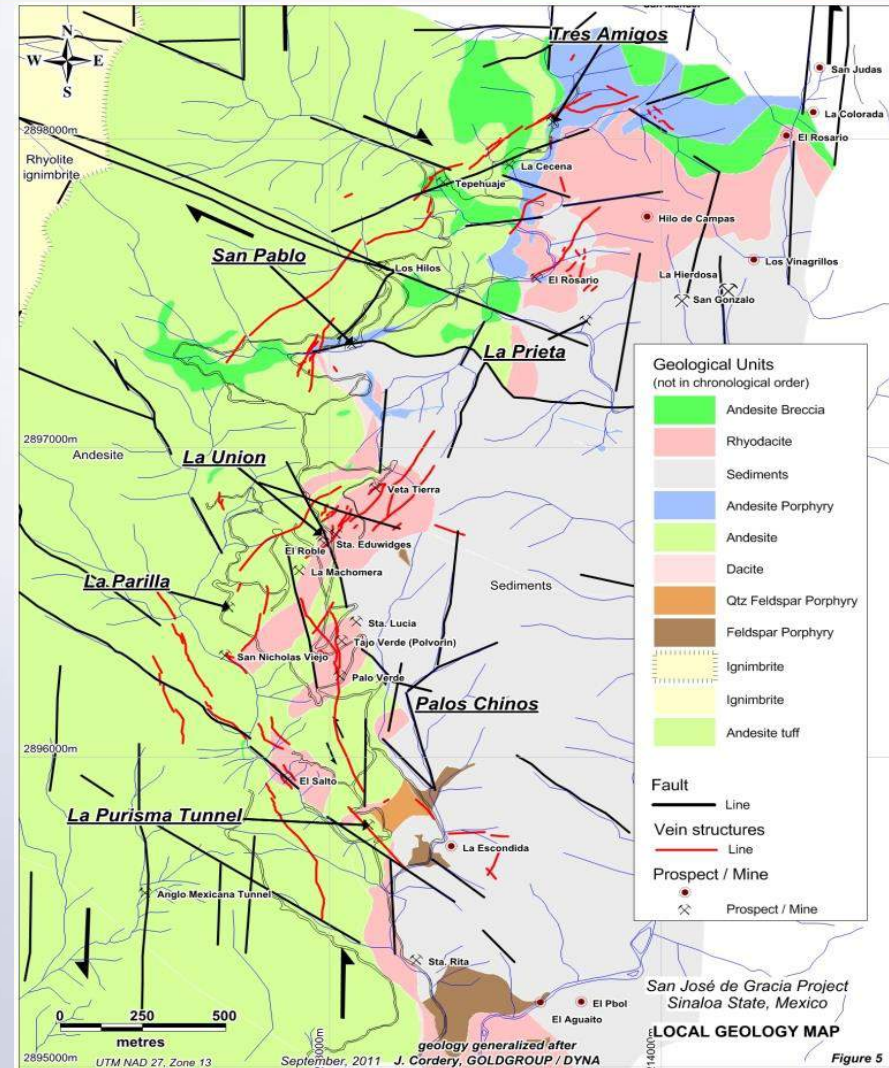 N
W E
S
Tres Amigos
San Judas
La Colorada
El Rosario
2898000m
Rhyolite
ignimbrite
La Cecena
Tepehuaje
Hilo de Campas
San Pablo
Los Hilos
El Rosario
La Hierdosa
Los Vinagrillos
San Gonzalo
La Prieta
Geological Units
(not in chronological order)
Andesite Breccia
Rhyodacite
Sediments
Andesite Porphyry
Andesite
Dacite
Qtz Feldspar Porphyry
Feldspar Porphyry
Ignimbrite
Ignimbrite
Andesite tuff
Fault
Line
Vein structures
Line
Prospect / Mine
Prospect / Mine
2897000m
Andesite
La Union
Veta Tierra
El Roble
Sta. Eduwidges
La Machomera
Sediments
La Parilla
Sta. Lucia
Tajo Verde (Polvorin)
San Nicholas Viejo
Palo Verde
Palos Chinos
2896000m
El Salto
La Purisma Tunnel
La Escondida
Anglo Mexicana Tunnel
Sta. Rita
El Pbol
El Aguaito
0 250 500
metres
2895000m
UTM NAD 27, Zone 13
September, 2011
geology generalized after
J. Cordery, GOLDGROUP / DYNA
San José de Gracia Project
Sinaloa State, Mexico
LOCAL GEOLOGY MAP
Figure 5